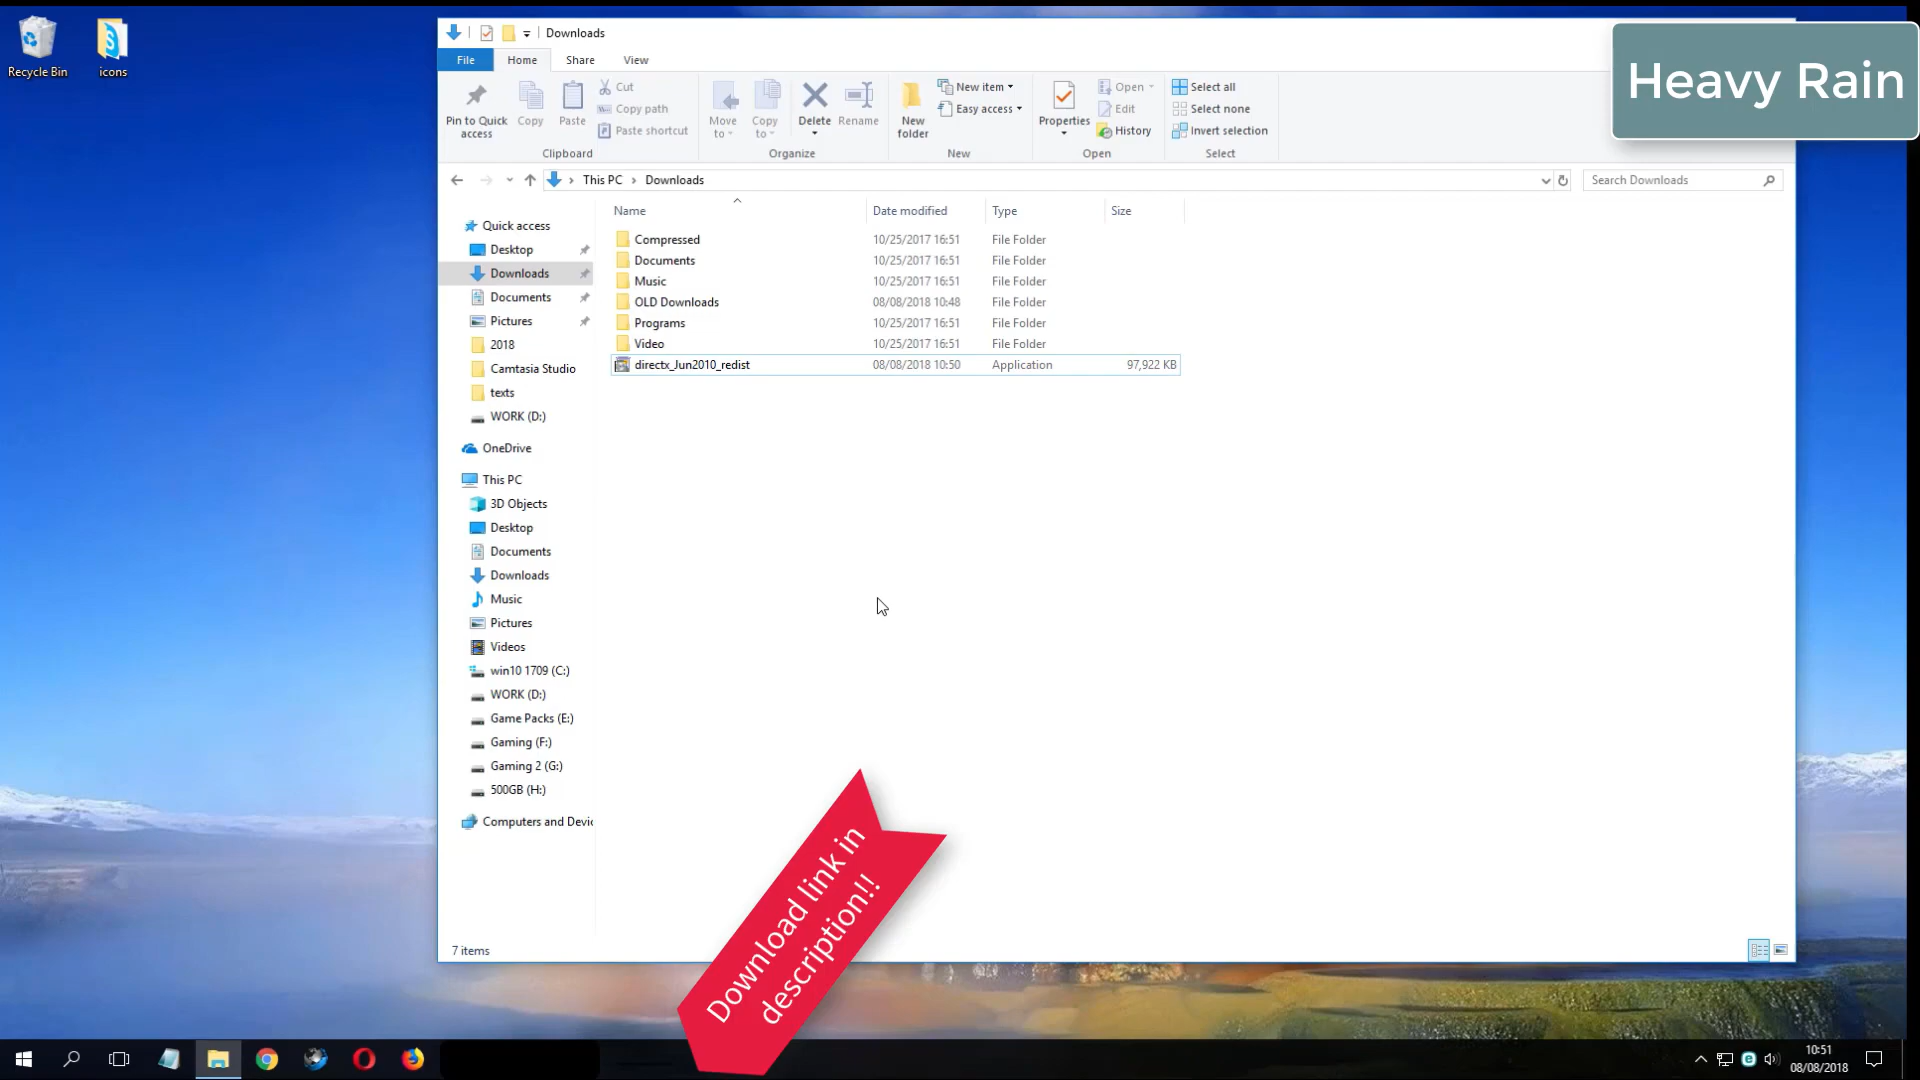 Recycle Bin
icons
Downloads
Heavy Rain
File
Home
Share
View
Pin to Quick
access
Copy
Paste
Cut
Copy path
Paste shortcut
Clipboard
Move
to
Copy
to
Delete
Rename
Organize
New
folder
New item
Easy access
New
Properties
Open
Edit
History
Open
Select all
Select none
Invert selection
Select
This PC > Downloads
Search Downloads
Name
Date modified
Type
Size
Compressed 10/25/2017 16:51 File Folder
Documents 10/25/2017 16:51 File Folder
Music 10/25/2017 16:51 File Folder
OLD Downloads 08/08/2018 10:48 File Folder
Programs 10/25/2017 16:51 File Folder
Video 10/25/2017 16:51 File Folder
directx_Jun2010_redist 08/08/2018 10:50 Application 97,922 KB
Quick access
Desktop
Downloads
Documents
Pictures
2018
Camtasia Studio
texts
WORK (D:)
OneDrive
This PC
3D Objects
Desktop
Documents
Downloads
Music
Pictures
Videos
win10 1709 (C:)
WORK (D:)
Game Packs (E:)
Gaming (F:)
Gaming 2 (G:)
500GB (H:)
Computers and Devic
7 items
Download link in
description!!
10:51
08/08/2018